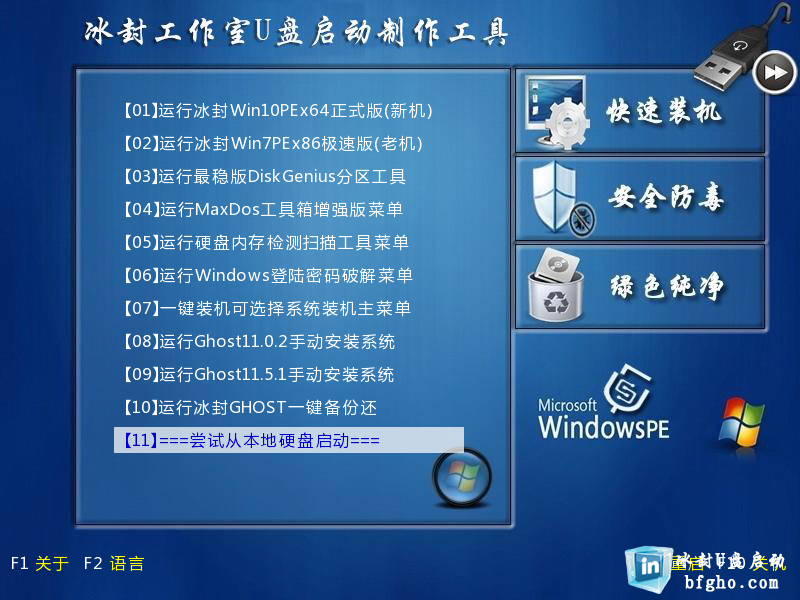 冰封工作室U盘启动制作工具
【01】运行冰封Win10PEx64正式版(新机)
【02】运行冰封Win7PEx86极速版(老机)
【03】运行最稳版DiskGenius分区工具
【04】运行MaxDos工具箱增强版菜单
【05】运行硬盘内存检测扫描工具菜单
【06】运行Windows登陆密码破解菜单
【07】一键装机可选择系统装机主菜单
【08】运行Ghost11.0.2手动安装系统
【09】运行Ghost11.5.1手动安装系统
【10】运行冰封GHOST一键备份还
【11】===尝试从本地硬盘启动===
快速装机
安全防毒
绿色纯净
Microsoft
WindowsPE
F1 关于 F2 语言
重启 F10 关机
in
冰封U盘启动
bfgho.com